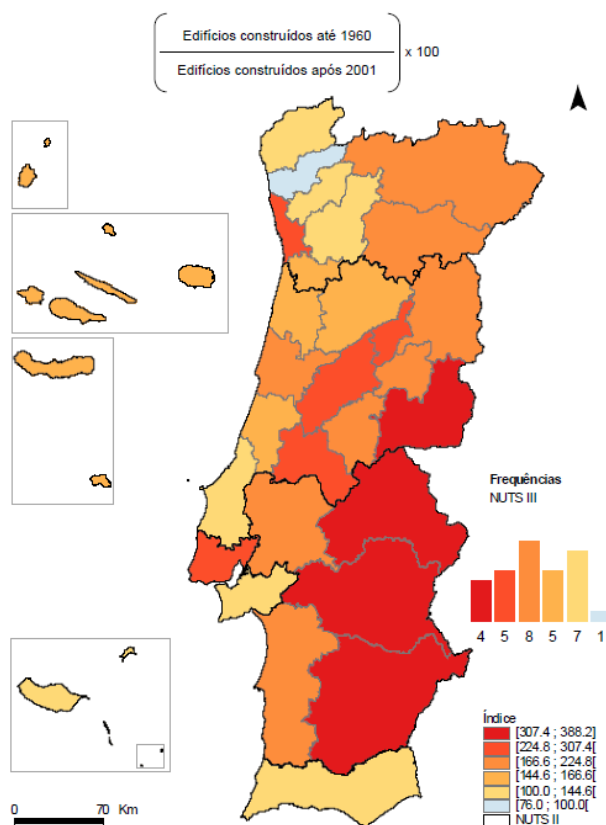 Edifícios construídos até 1960
Edifícios construídos após 2001
x 100
Frequências
NUTS III
4 5 8 5 7 1
Índice
[307.4 ; 388.2]
[224.8 ; 307.4[
[166.6 ; 224.8[
[144.6 ; 166.6[
[100.0 ; 144.6[
[76.0 ; 100.0[
NUTS II
0 70 Km